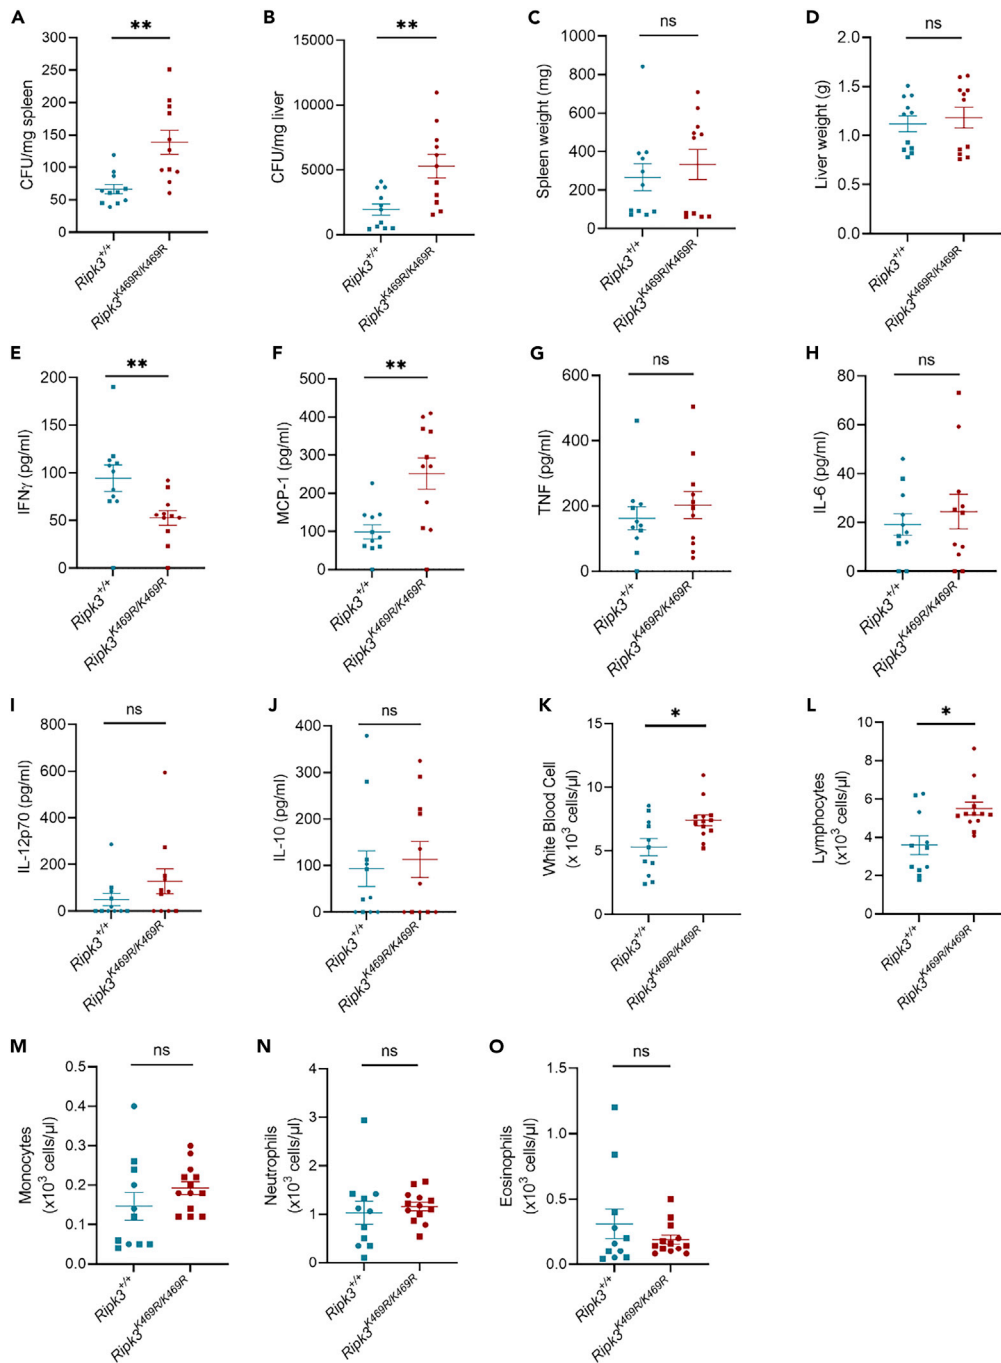 A
**
CFU/mg spleen
300
250
200
150
100
50
0
Ripk3+/+
Ripk3K469R/K469R
B
**
CFU/mg liver
15000
10000
5000
0
Ripk3+/+
Ripk3K469R/K469R
C
ns
Spleen weight (mg)
1000
800
600
400
200
0
Ripk3+/+
Ripk3K469R/K469R
D
ns
Liver weight (g)
2.0
1.5
1.0
0.5
0.0
Ripk3+/+
Ripk3K469R/K469R
E
**
IFNγ (pg/ml)
200
150
100
50
0
Ripk3+/+
Ripk3K469R/K469R
F
**
MCP-1 (pg/ml)
500
400
300
200
100
0
Ripk3+/+
Ripk3K469R/K469R
G
ns
TNF (pg/ml)
600
400
200
0
Ripk3+/+
Ripk3K469R/K469R
H
ns
IL-6 (pg/ml)
80
60
40
20
0
Ripk3+/+
Ripk3K469R/K469R
I
ns
IL-12p70 (pg/ml)
800
600
400
200
0
Ripk3+/+
Ripk3K469R/K469R
J
ns
IL-10 (pg/ml)
400
300
200
100
0
Ripk3+/+
Ripk3K469R/K469R
K
*
White Blood Cell
(x 10³ cells/µl)
15
10
5
0
Ripk3+/+
Ripk3K469R/K469R
L
*
Lymphocytes
(x10³ cells/µl)
10
8
6
4
2
0
Ripk3+/+
Ripk3K469R/K469R
M
ns
Monocytes
(x10³ cells/µl)
0.5
0.4
0.3
0.2
0.1
0.0
Ripk3+/+
Ripk3K469R/K469R
N
ns
Neutrophils
(x10³ cells/µl)
4
3
2
1
0
Ripk3+/+
Ripk3K469R/K469R
O
ns
Eosinophils
(x10³ cells/µl)
1.5
1.0
0.5
0.0
Ripk3+/+
Ripk3K469R/K469R